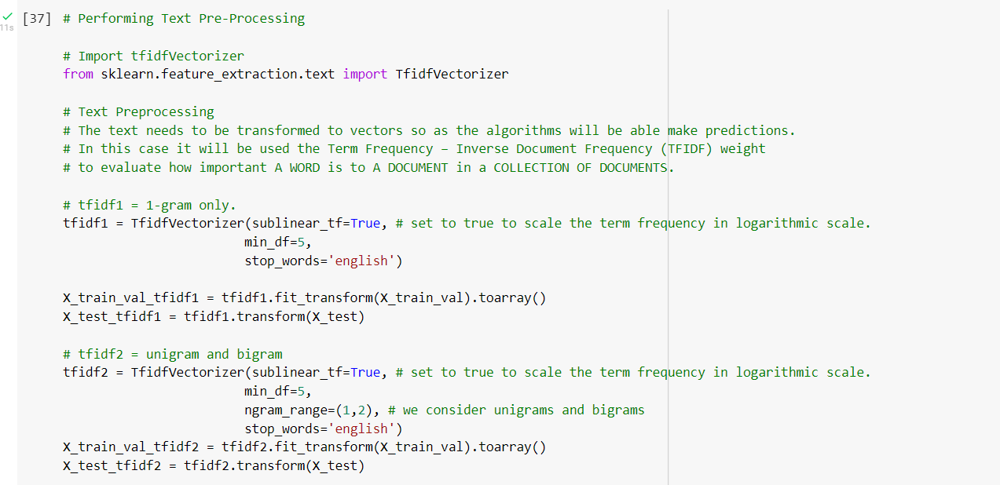 [37] # Performing Text Pre-Processing
11s
# Import tfidfVectorizer
from sklearn.feature_extraction.text import TfidfVectorizer
# Text Preprocessing
# The text needs to be transformed to vectors so as the algorithms will be able make predictions.
# In this case it will be used the Term Frequency – Inverse Document Frequency (TFIDF) weight
# to evaluate how important A WORD is to A DOCUMENT in a COLLECTION OF DOCUMENTS.
# tfidf1 = 1-gram only.
tfidf1 = TfidfVectorizer(sublinear_tf=True, # set to true to scale the term frequency in logarithmic scale.
min_df=5,
stop_words='english')
X_train_val_tfidf1 = tfidf1.fit_transform(X_train_val).toarray()
X_test_tfidf1 = tfidf1.transform(X_test)
# tfidf2 = unigram and bigram
tfidf2 = TfidfVectorizer(sublinear_tf=True, # set to true to scale the term frequency in logarithmic scale.
min_df=5,
ngram_range=(1,2), # we consider unigrams and bigrams
stop_words='english')
X_train_val_tfidf2 = tfidf2.fit_transform(X_train_val).toarray()
X_test_tfidf2 = tfidf2.transform(X_test)